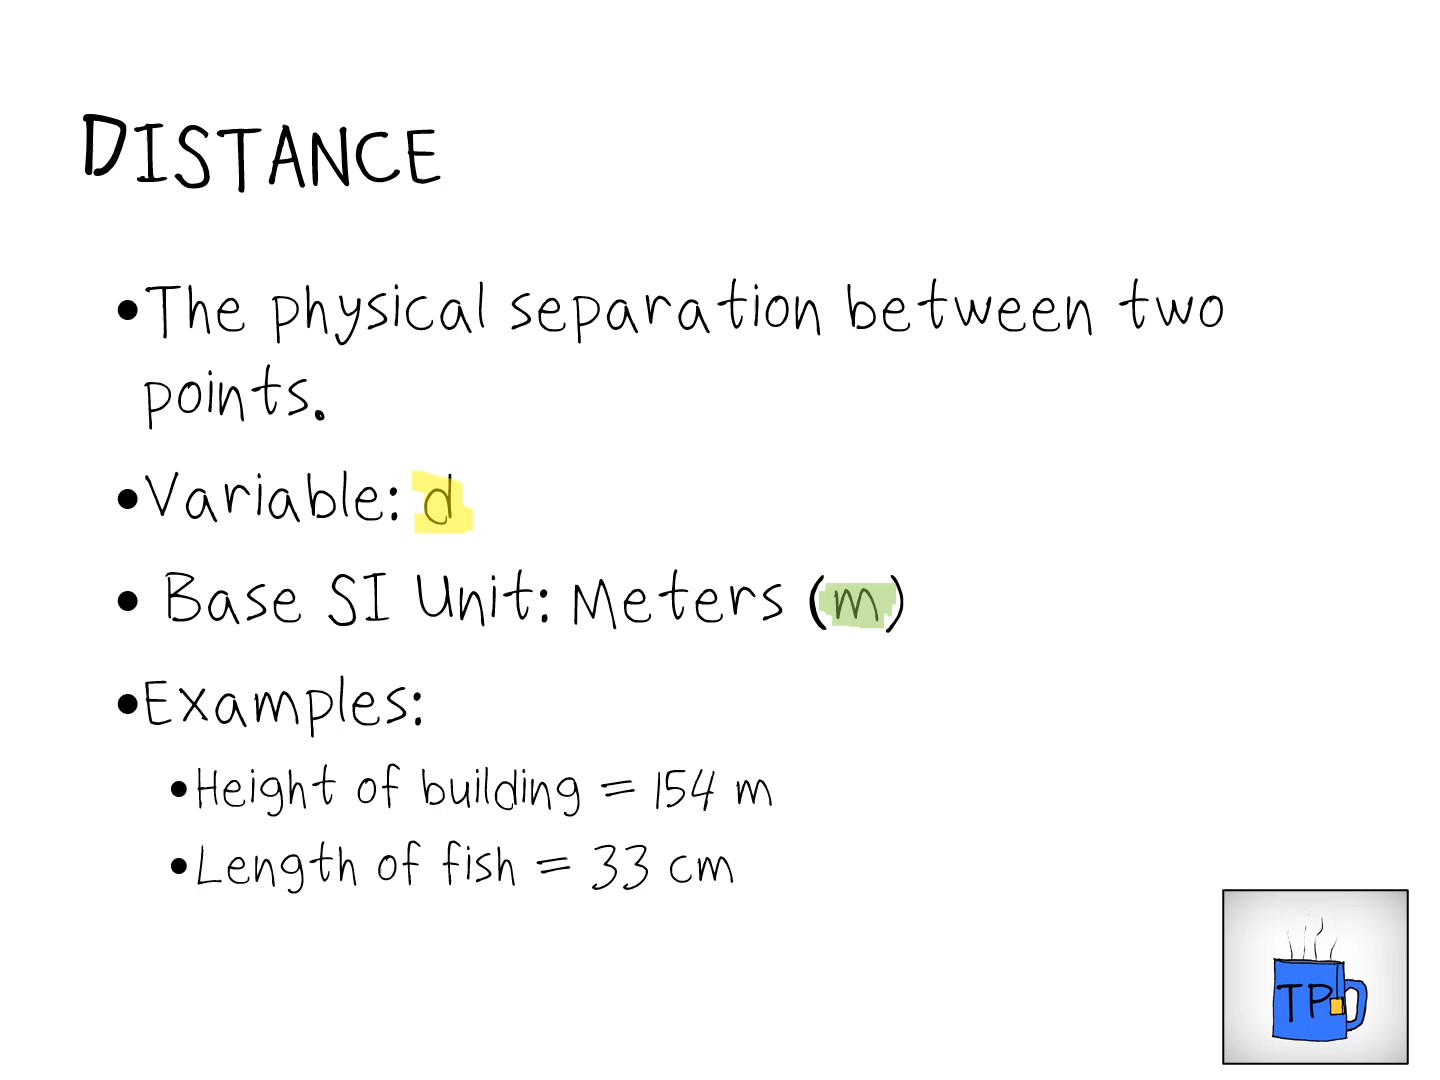 DISTANCE
•The physical separation between two
points.
•Variable: d
• Base SI Unit: Meters (m)
•Examples:
•Height of building = 154 m
•Length of fish = 33 cm
TP